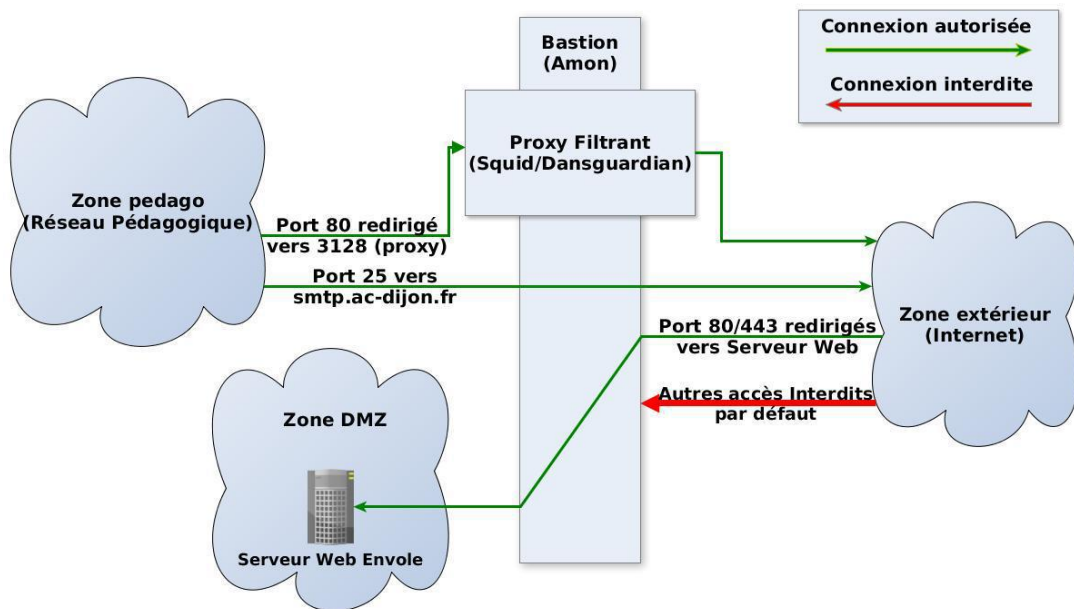 Bastion
(Amon)
Connexion autorisée
Connexion interdite
Proxy Filtrant
(Squid/Dansguardian)
Zone pedago
(Réseau Pédagogique)
Port 80 redirigé
vers 3128 (proxy)
Port 25 vers
smtp.ac-dijon.fr
Zone extérieur
(Internet)
Port 80/443 redirigés
vers Serveur Web
Autres accès Interdits
par défaut
Zone DMZ
Serveur Web Envole